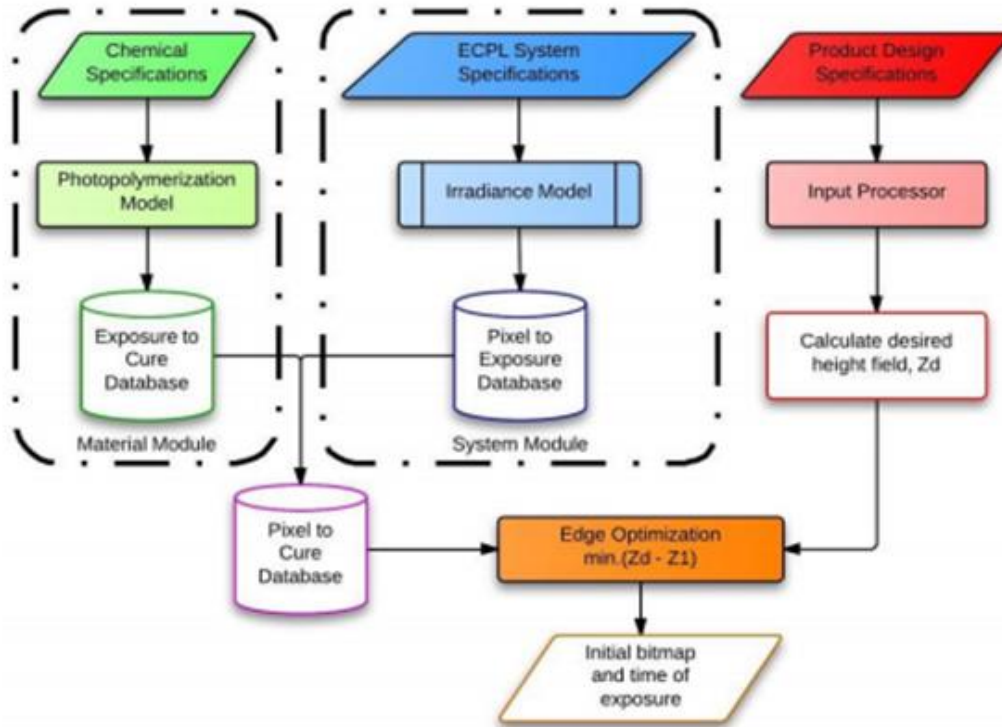 Chemical
Specifications
ECPL System
Specifications
Product Design
Specifications
Photopolymerization
Model
Irradiance Model
Input Processor
Exposure to
Cure
Database
Pixel to
Exposure
Database
Calculate desired
height field, Zd
Material Module
System Module
Pixel to
Cure
Database
Edge Optimization
min.(Zd - Z1)
Initial bitmap
and time of
exposure